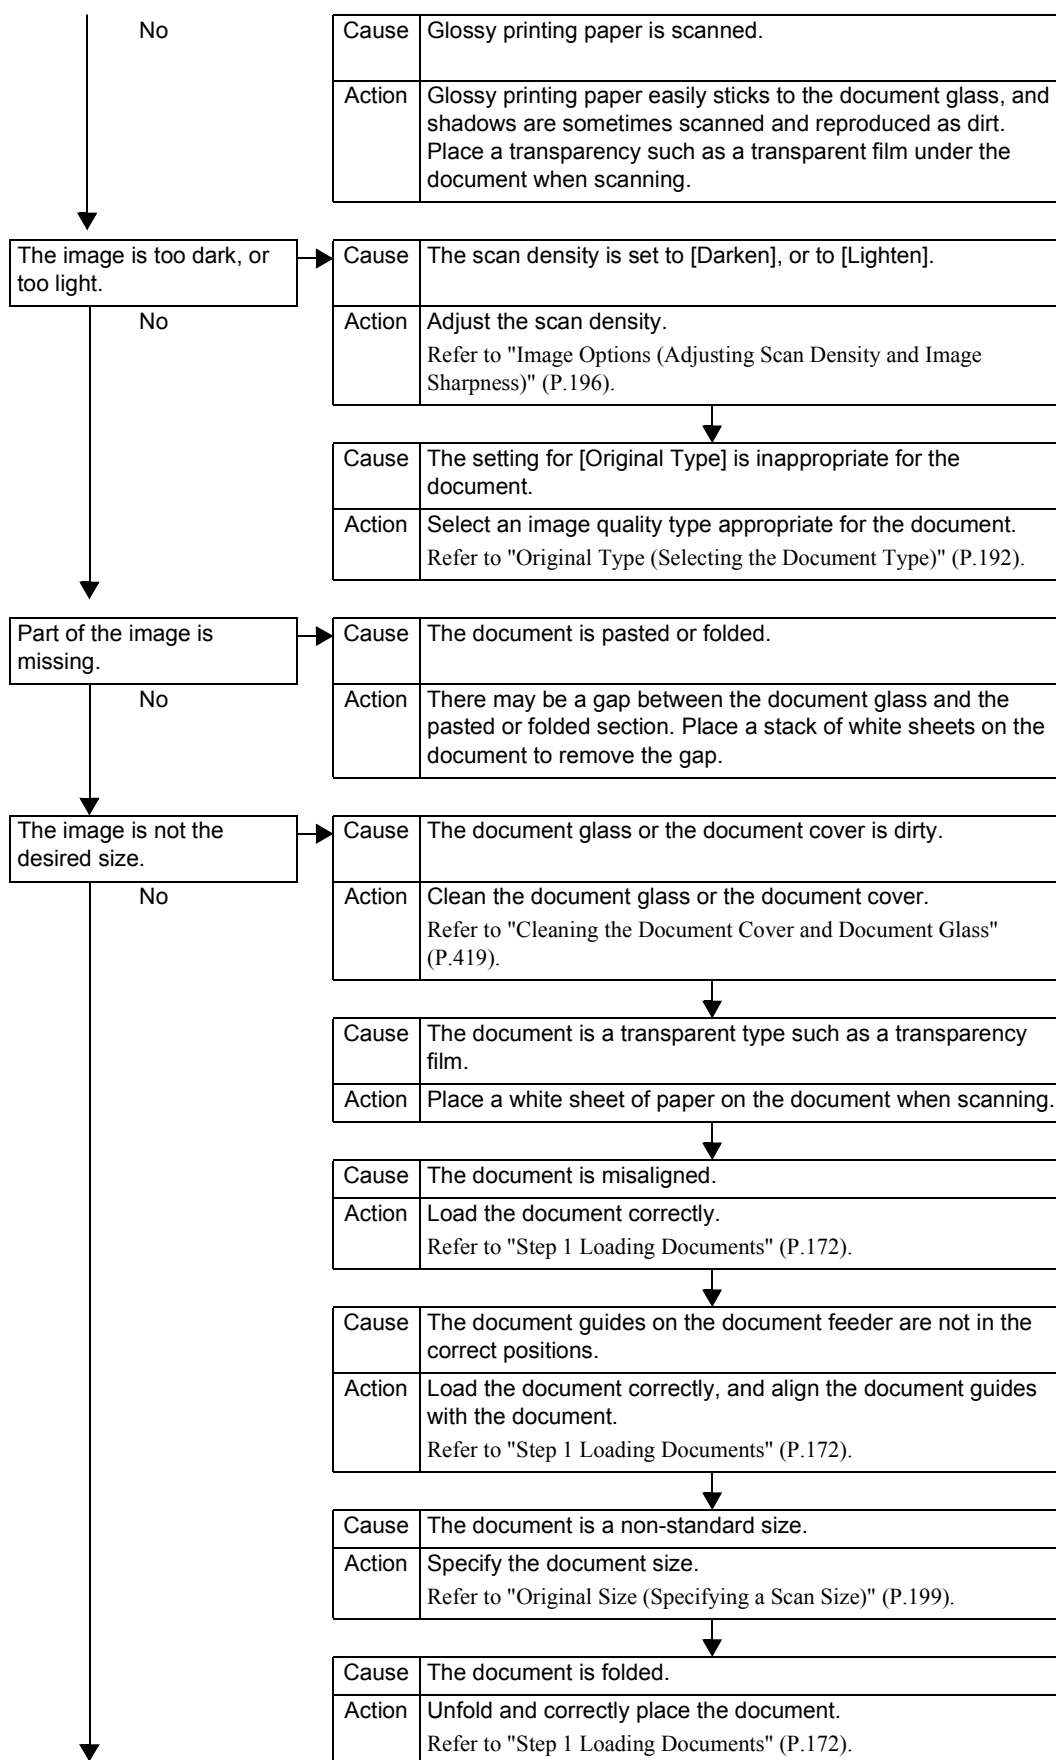 No
Cause Glossy printing paper is scanned.
Action Glossy printing paper easily sticks to the document glass, and
shadows are sometimes scanned and reproduced as dirt.
Place a transparency such as a transparent film under the
document when scanning.
The image is too dark, or
too light.
Cause The scan density is set to [Darken], or to [Lighten].
No
Action Adjust the scan density.
Refer to "Image Options (Adjusting Scan Density and Image
Sharpness)" (P.196).
Cause The setting for [Original Type] is inappropriate for the
document.
Action Select an image quality type appropriate for the document.
Refer to "Original Type (Selecting the Document Type)" (P.192).
Part of the image is
missing.
Cause The document is pasted or folded.
No
Action There may be a gap between the document glass and the
pasted or folded section. Place a stack of white sheets on the
document to remove the gap.
The image is not the
desired size.
Cause The document glass or the document cover is dirty.
No
Action Clean the document glass or the document cover.
Refer to "Cleaning the Document Cover and Document Glass"
(P.419).
Cause The document is a transparent type such as a transparency
film.
Action Place a white sheet of paper on the document when scanning.
Cause The document is misaligned.
Action Load the document correctly.
Refer to "Step 1 Loading Documents" (P.172).
Cause The document guides on the document feeder are not in the
correct positions.
Action Load the document correctly, and align the document guides
with the document.
Refer to "Step 1 Loading Documents" (P.172).
Cause The document is a non-standard size.
Action Specify the document size.
Refer to "Original Size (Specifying a Scan Size)" (P.199).
Cause The document is folded.
Action Unfold and correctly place the document.
Refer to "Step 1 Loading Documents" (P.172).